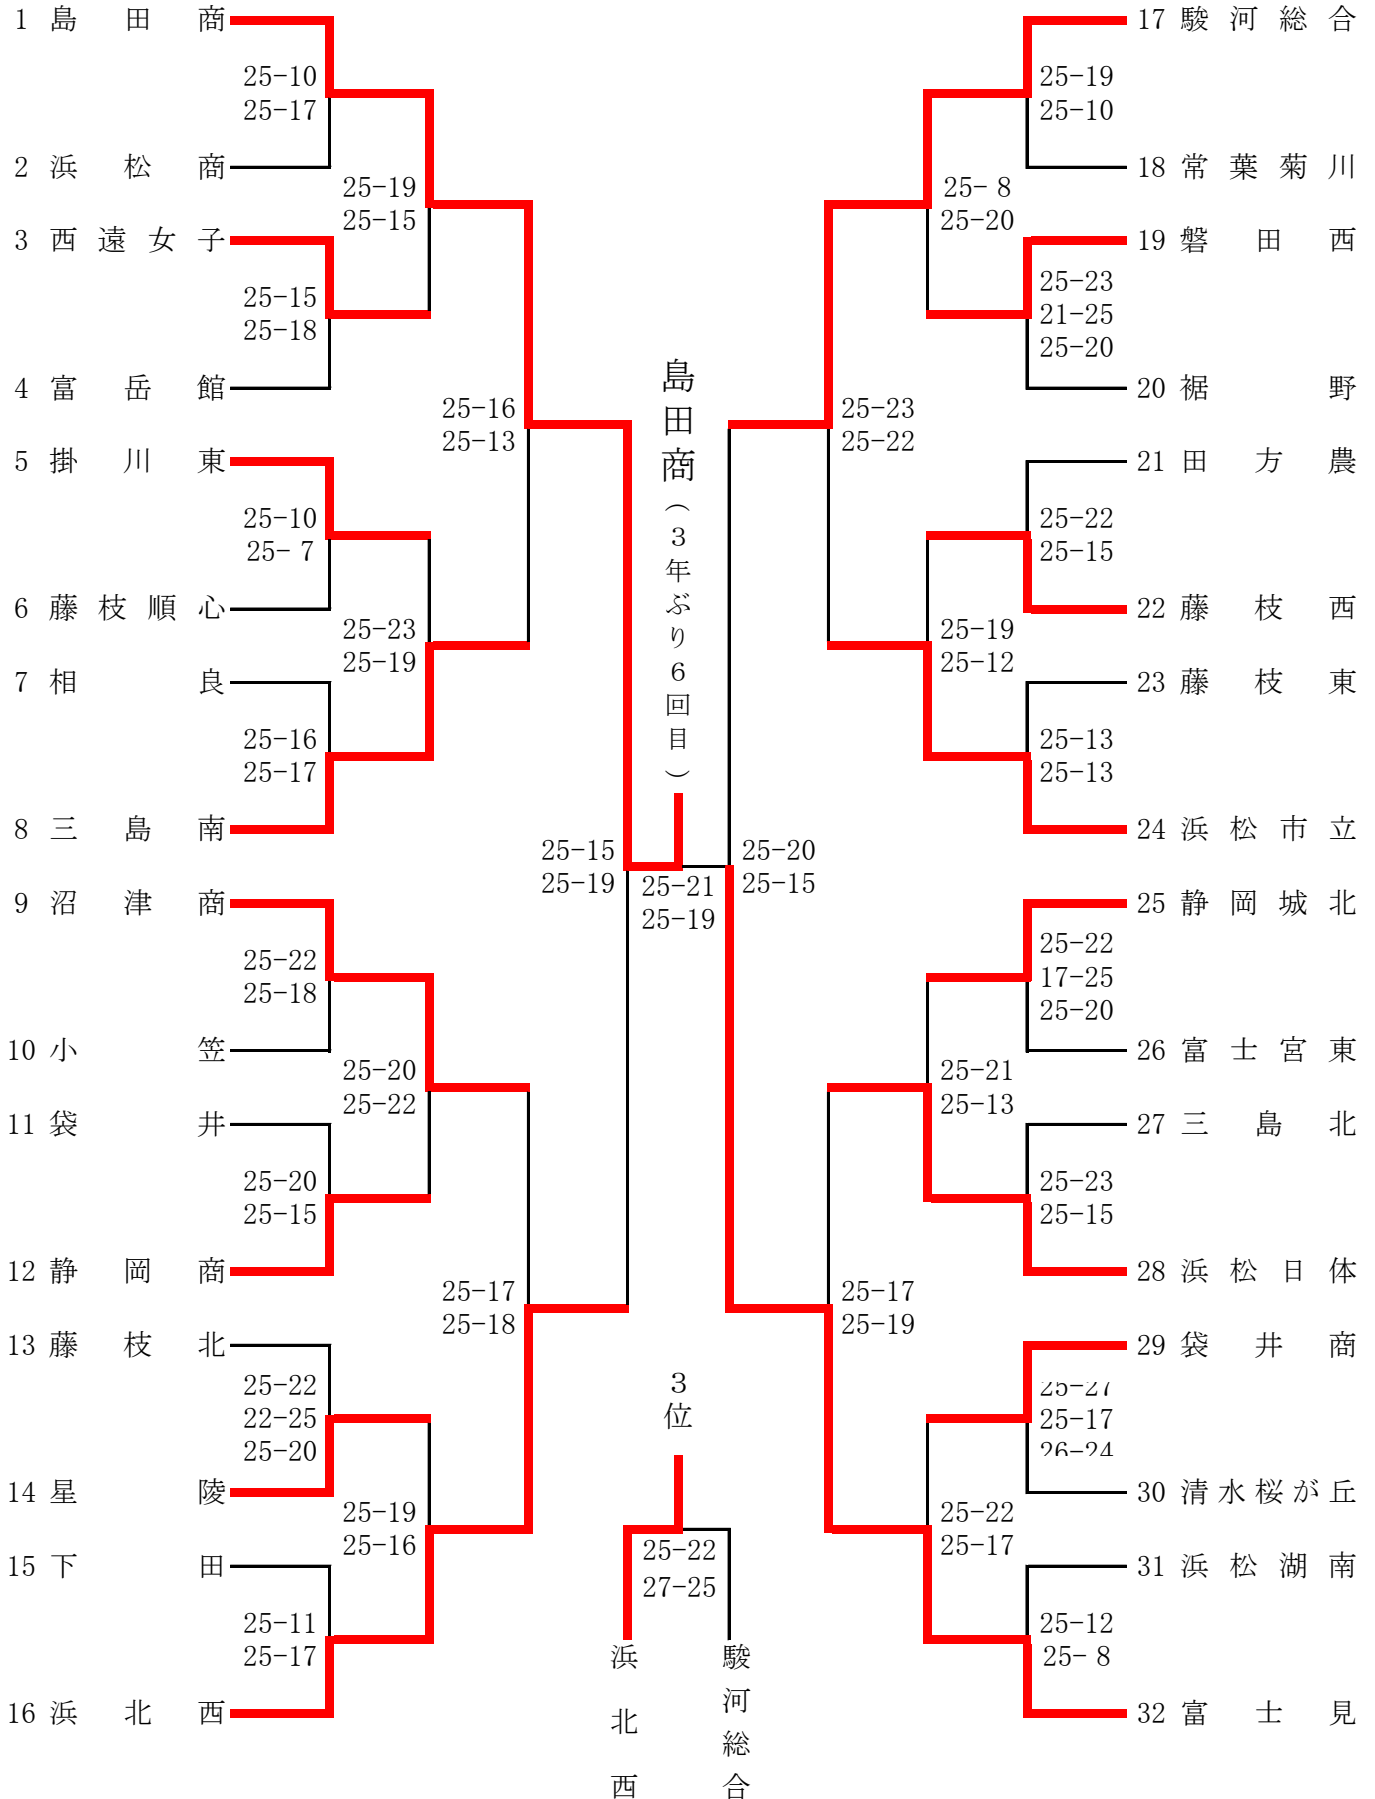 1 島田商
25-10
25-17
2 浜松商
25-19
25-15
3 西遠女子
25-15
25-18
4 富岳館
25-16
25-13
5 掛川東
25-10
25- 7
6 藤枝順心
25-23
25-19
7 相良
25-16
25-17
8 三島南
25-15
25-19
9 沼津商
25-22
25-18
10 小笠
25-20
25-22
11 袋井
25-20
25-15
12 静岡商
25-17
25-18
13 藤枝北
25-22
22-25
25-20
14 星陵
25-19
25-16
15 下田
25-11
25-17
16 浜北西
島田商(3年ぶり6回目)
25-21
25-19
3位
25-22
27-25
浜北西
駿河総合
17 駿河総合
25-19
25-10
18 常葉菊川
25- 8
25-20
19 磐田西
25-23
21-25
25-20
20 裾野
25-23
25-22
21 田方農
25-22
25-15
22 藤枝西
25-19
25-12
23 藤枝東
25-13
25-13
24 浜松市立
25-20
25-15
25 静岡城北
25-22
17-25
25-20
26 富士宮東
25-21
25-13
27 三島北
25-23
25-15
28 浜松日体
25-17
25-19
29 袋井商
25-27
25-17
26-24
30 清水桜が丘
25-22
25-17
31 浜松湖南
25-12
25- 8
32 富士見